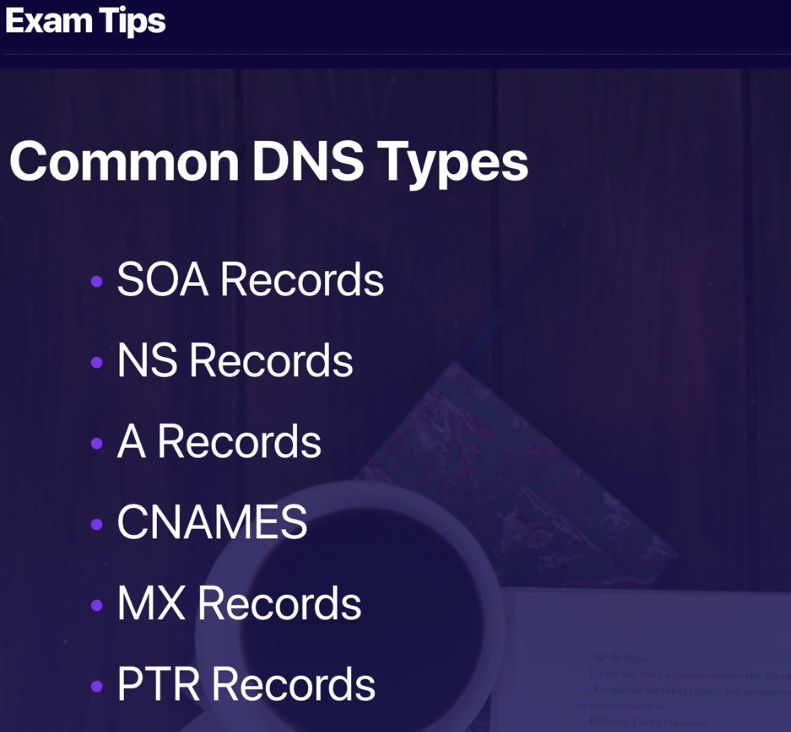 Exam Tips
Common DNS Types
• SOA Records
• NS Records
• A Records
• CNAMES
• MX Records
• PTR Records